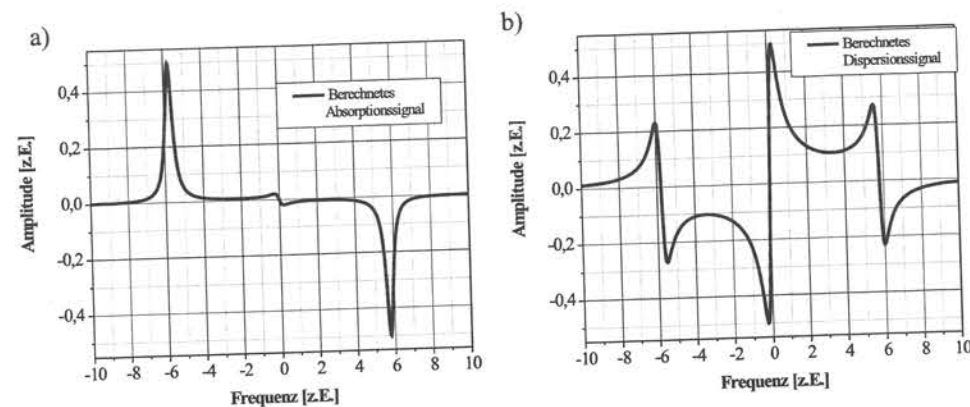 a)
Amplitude [z.E.]
0,4
0,2
0,0
-0,2
-0,4
Berechnetes
Absorptionssignal
-10 -8 -6 -4 -2 0 2 4 6 8 10
Frequenz [z.E.]
b)
Amplitude [z.E.]
0,4
0,2
0,0
-0,2
-0,4
Berechnetes
Dispersionssignal
-10 -8 -6 -4 -2 0 2 4 6 8 10
Frequenz [z.E.]